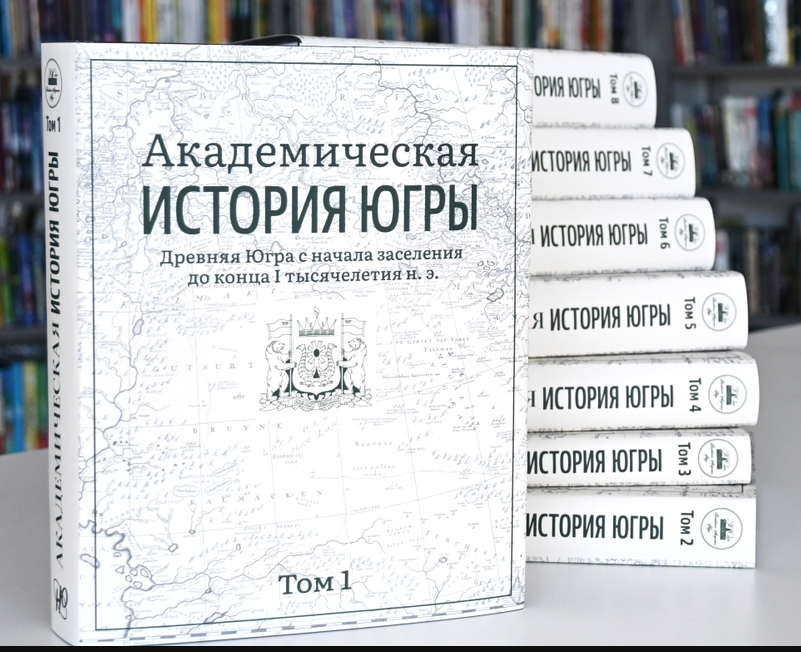 Академическая
ИСТОРИЯ ЮГРЫ
Древняя Югра с начала заселения
до конца I тысячелетия н. э.
Том 1
Том 1
АКАДЕМИЧЕСКАЯ ИСТОРИЯ ЮГРЫ
ОРИЯ ЮГРЫ Том 8
ИСТОРИЯ ЮГРЫ Том 7
ИСТОРИЯ ЮГРЫ Том 6
Я ИСТОРИЯ ЮГРЫ Том 5
Я ИСТОРИЯ ЮГРЫ Том 4
ИСТОРИЯ ЮГРЫ Том 3
ИСТОРИЯ ЮГРЫ Том 2